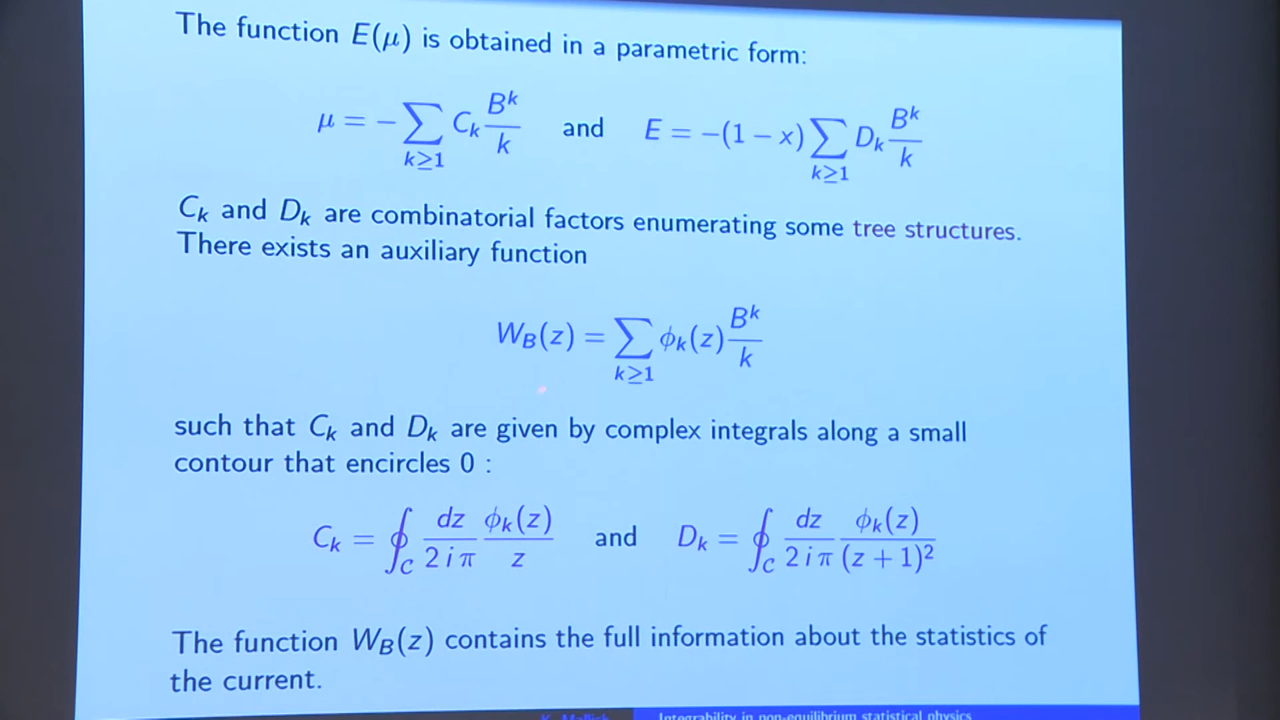 The function E(μ) is obtained in a parametric form:
μ = −∑_{k≥1} C_k B^k/k and E = −(1 − x) ∑_{k≥1} D_k B^k/k
C_k and D_k are combinatorial factors enumerating some tree structures.
There exists an auxiliary function
W_B(z) = ∑_{k≥1} ϕ_k(z) B^k/k
such that C_k and D_k are given by complex integrals along a small
contour that encircles 0 :
C_k = ∮_C dz/(2 i π) ϕ_k(z)/z and D_k = ∮_C dz/(2 i π) ϕ_k(z)/(z + 1)^2
The function W_B(z) contains the full information about the statistics of
the current.
K. Mallick Integrability in non-equilibrium statistical physics